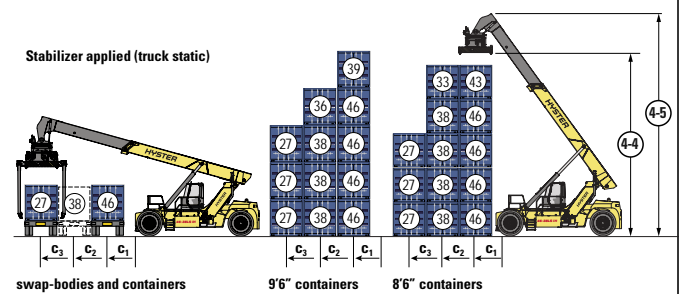 Stabilizer applied (truck static)
39
33 43
36 46 38 46
27 38 46 27 38 46
27 38 46 27 38 46
27 38 46 27 38 46
27 38 46
HYSTER
HYSTER
4-4
4-5
c3 c2 c1 c3 c2 c1 c3 c2 c1
swap-bodies and containers 9'6” containers 8'6” containers